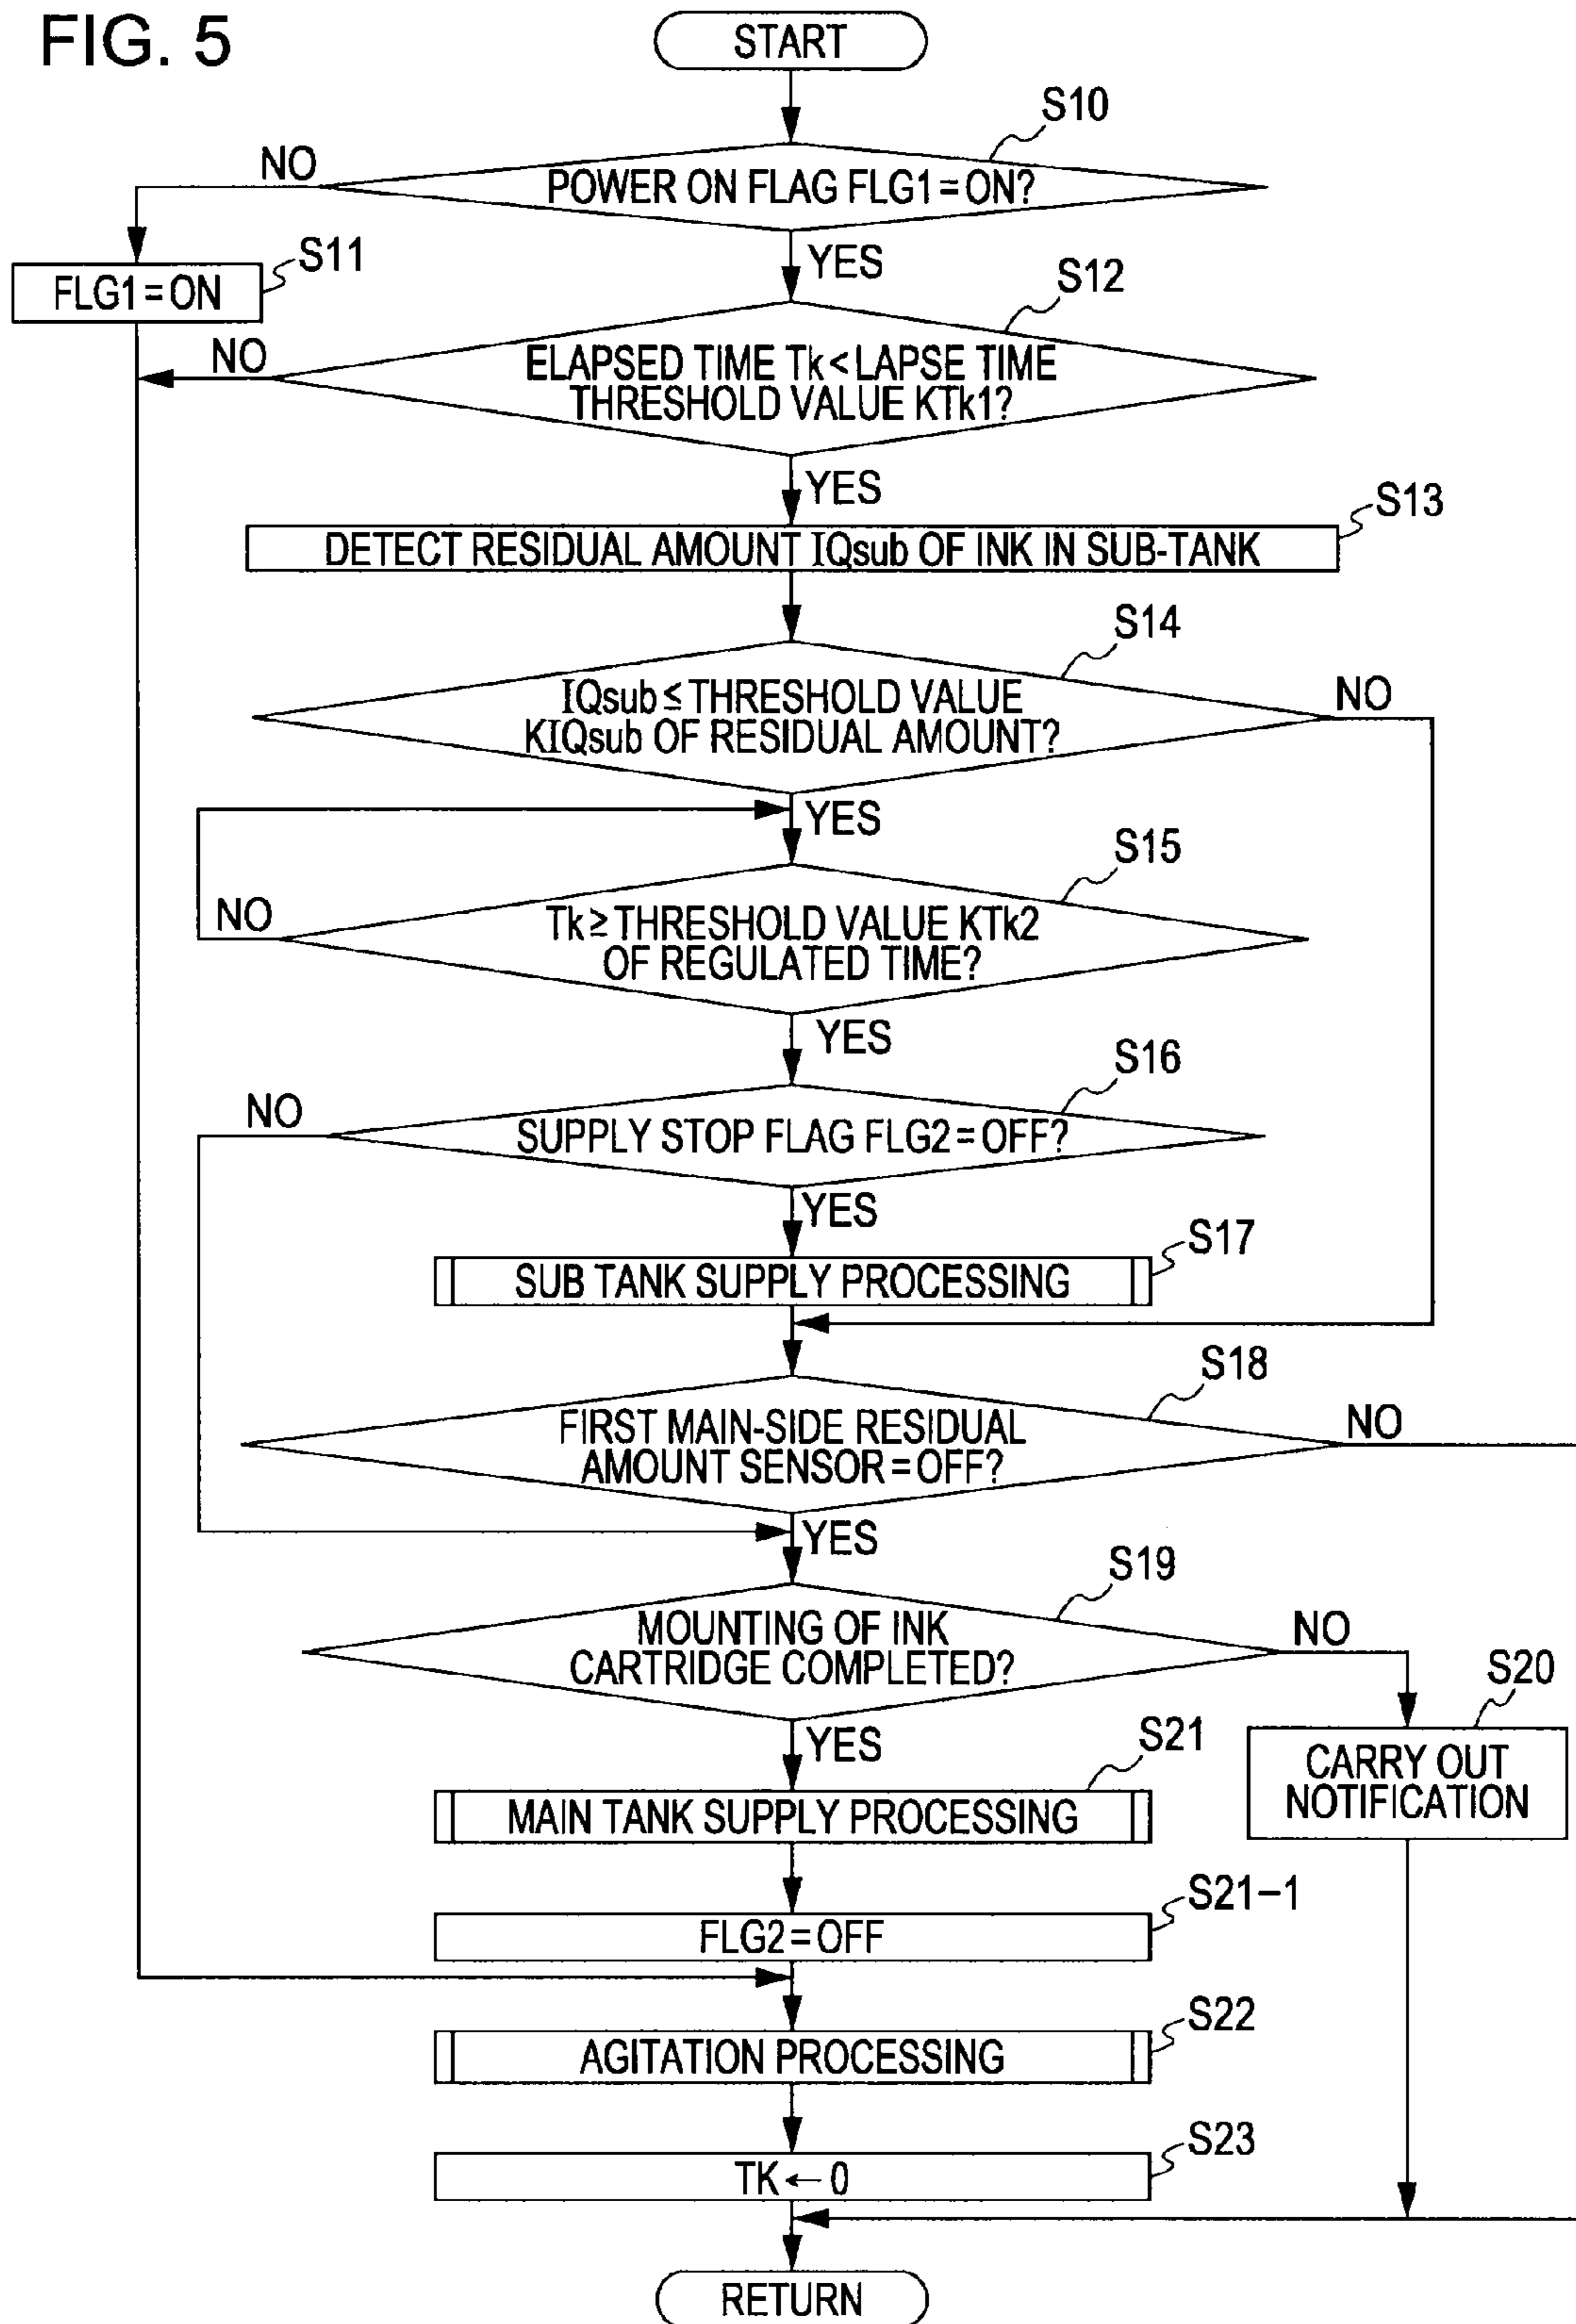 FIG. 5
START
S10
NO
POWER ON FLAG FLG1=ON?
YES
S11
FLG1=ON
S12
NO
ELAPSED TIME Tk<LAPSE TIME
THRESHOLD VALUE KTk1?
YES
S13
DETECT RESIDUAL AMOUNT IQsub OF INK IN SUB-TANK
S14
IQsub≤THRESHOLD VALUE
KIQsub OF RESIDUAL AMOUNT?
NO
YES
S15
NO
Tk≥THRESHOLD VALUE KTk2
OF REGULATED TIME?
YES
S16
NO
SUPPLY STOP FLAG FLG2=OFF?
YES
S17
SUB TANK SUPPLY PROCESSING
S18
FIRST MAIN-SIDE RESIDUAL
AMOUNT SENSOR=OFF?
NO
YES
S19
MOUNTING OF INK
CARTRIDGE COMPLETED?
NO
S20
CARRY OUT
NOTIFICATION
YES
S21
MAIN TANK SUPPLY PROCESSING
S21-1
FLG2=OFF
S22
AGITATION PROCESSING
S23
TK←0
RETURN